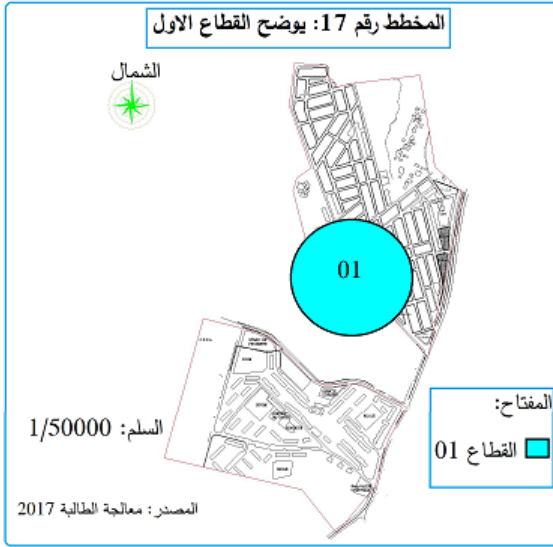 المخطط رقم 17: يوضح القطاع الاول
الشمال
01
المفتاح:
القطاع 01
السلم: 1/50000
المصدر: معالجة الطالبة 2017